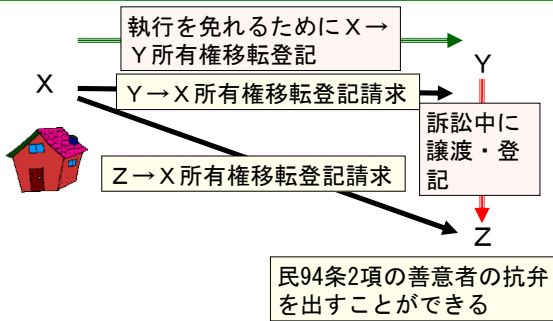 執行を免れるためにX→
Y所有権移転登記
X
Y
Y→X所有権移転登記請求
訴訟中に
譲渡・登
記
Z→X所有権移転登記請求
Z
民94条2項の善意者の抗弁
を出すことができる